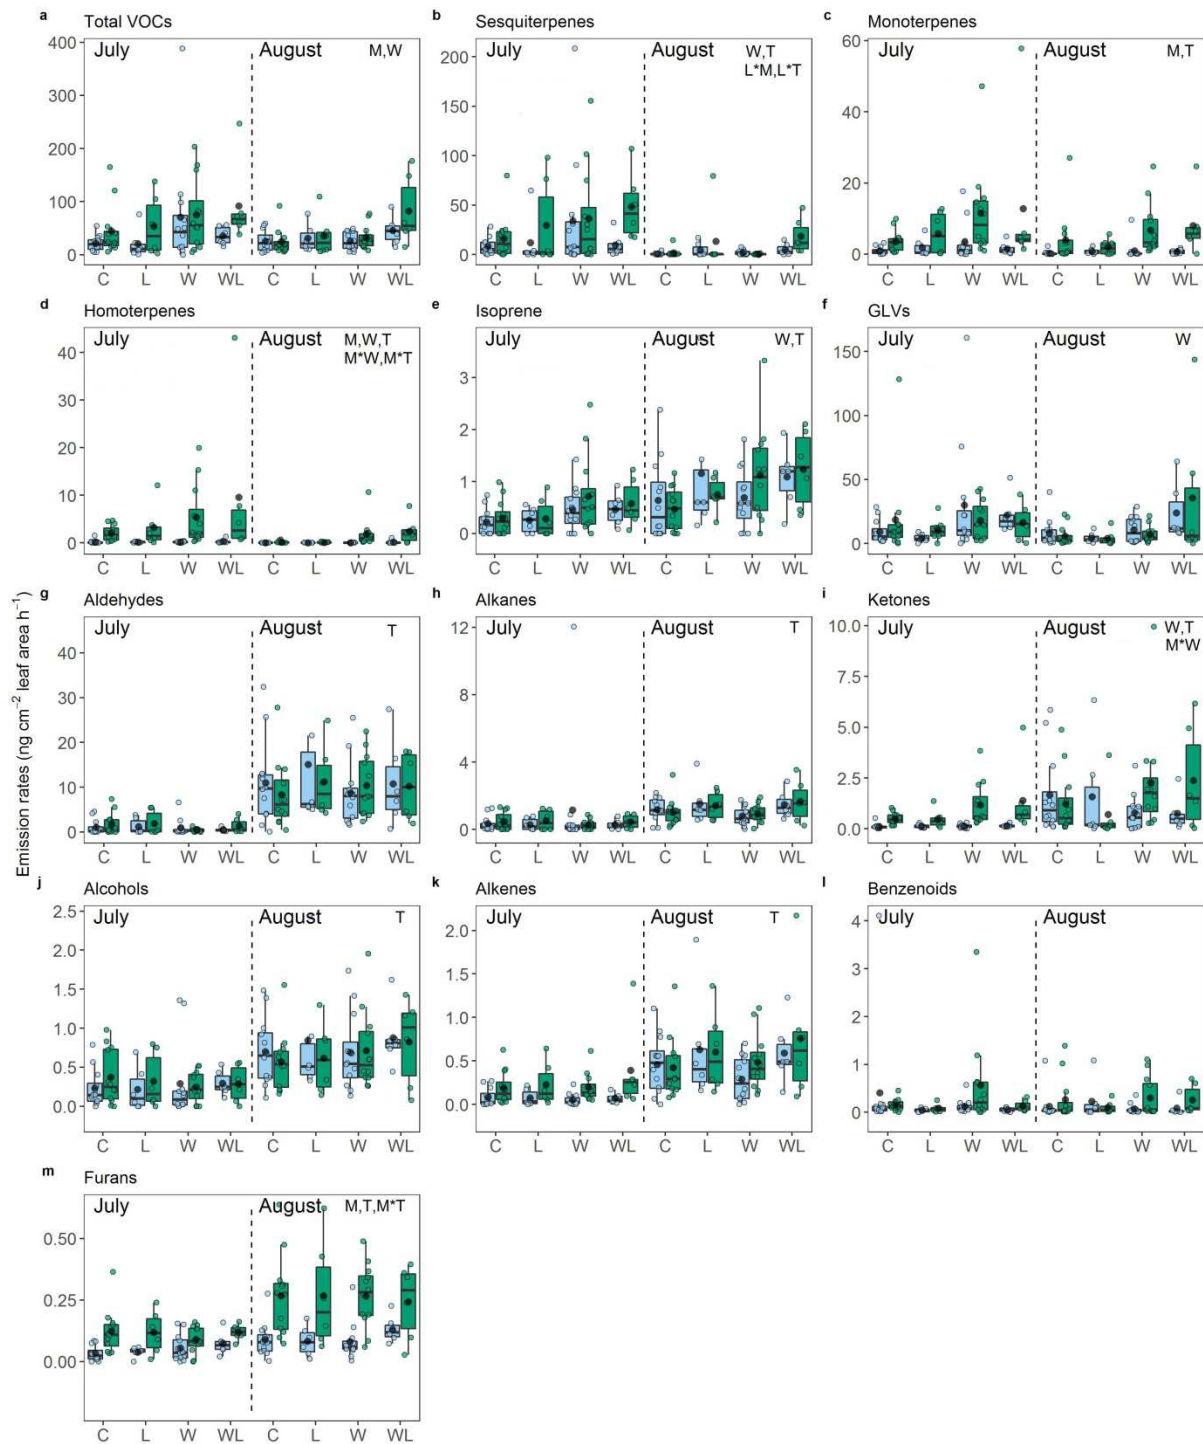 a Total VOCs
July August M,W
400
300
200
100
0
C L W WL C L W WL
b Sesquiterpenes
July August W,T
L*M,L*T
200
150
100
50
0
C L W WL C L W WL
c Monoterpenes
July August M,T
60
40
20
0
C L W WL C L W WL
d Homoterpenes
July August M,W,T
M*W,M*T
40
30
20
10
0
C L W WL C L W WL
e Isoprene
July August W,T
3
2
1
0
C L W WL C L W WL
f GLVs
July August W
150
100
50
0
C L W WL C L W WL
Emission rates (ng cm⁻² leaf area h⁻¹)
g Aldehydes
July August T
40
30
20
10
0
C L W WL C L W WL
h Alkanes
July August T
12
8
4
0
C L W WL C L W WL
i Ketones
July August W,T
M*W
10.0
7.5
5.0
2.5
0.0
C L W WL C L W WL
j Alcohols
July August T
2.5
2.0
1.5
1.0
0.5
0.0
C L W WL C L W WL
k Alkenes
July August T
2.0
1.5
1.0
0.5
0.0
C L W WL C L W WL
l Benzenoids
July August
4
3
2
1
0
C L W WL C L W WL
m Furans
July August M,T,M*T
0.50
0.25
0.00
C L W WL C L W WL